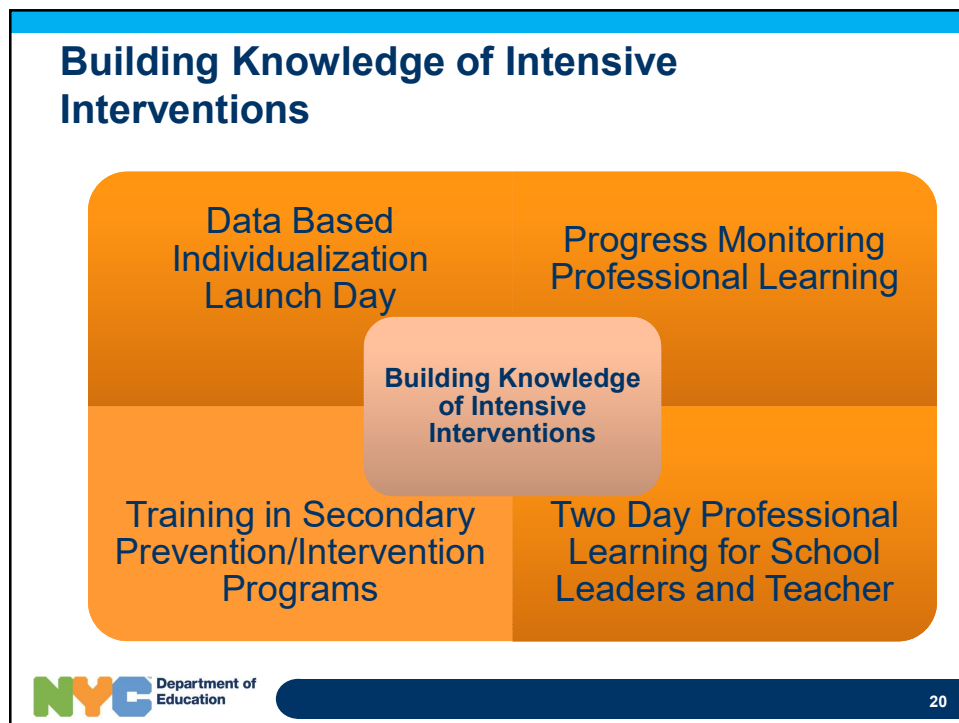 Building Knowledge of Intensive
Interventions
Data Based
Individualization
Launch Day
Progress Monitoring
Professional Learning
Building Knowledge
of Intensive
Interventions
Training in Secondary
Prevention/Intervention
Programs
Two Day Professional
Learning for School
Leaders and Teacher
NYC
Department of
Education
20